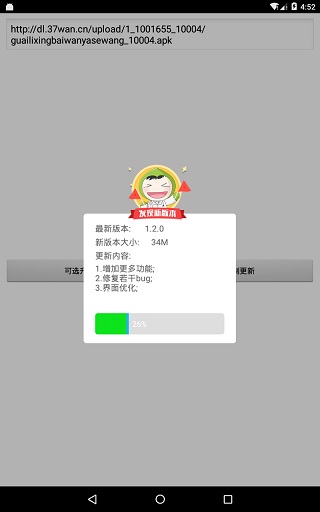 4:52
http://dl.37wan.cn/upload/1_1001655_10004/
guailixingbaiwanyasewang_10004.apk
发现新版本
最新版本: 1.2.0
新版本大小: 34M
更新内容:
1.增加更多功能;
2.修复若干bug;
3.界面优化;
可选
制更新
26%